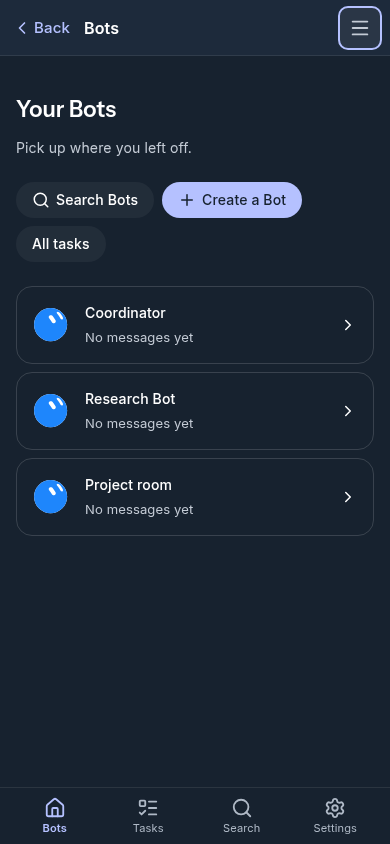 Back Bots
Your Bots
Pick up where you left off.
Search Bots
Create a Bot
All tasks
Coordinator
No messages yet
Research Bot
No messages yet
Project room
No messages yet
Bots Tasks Search Settings